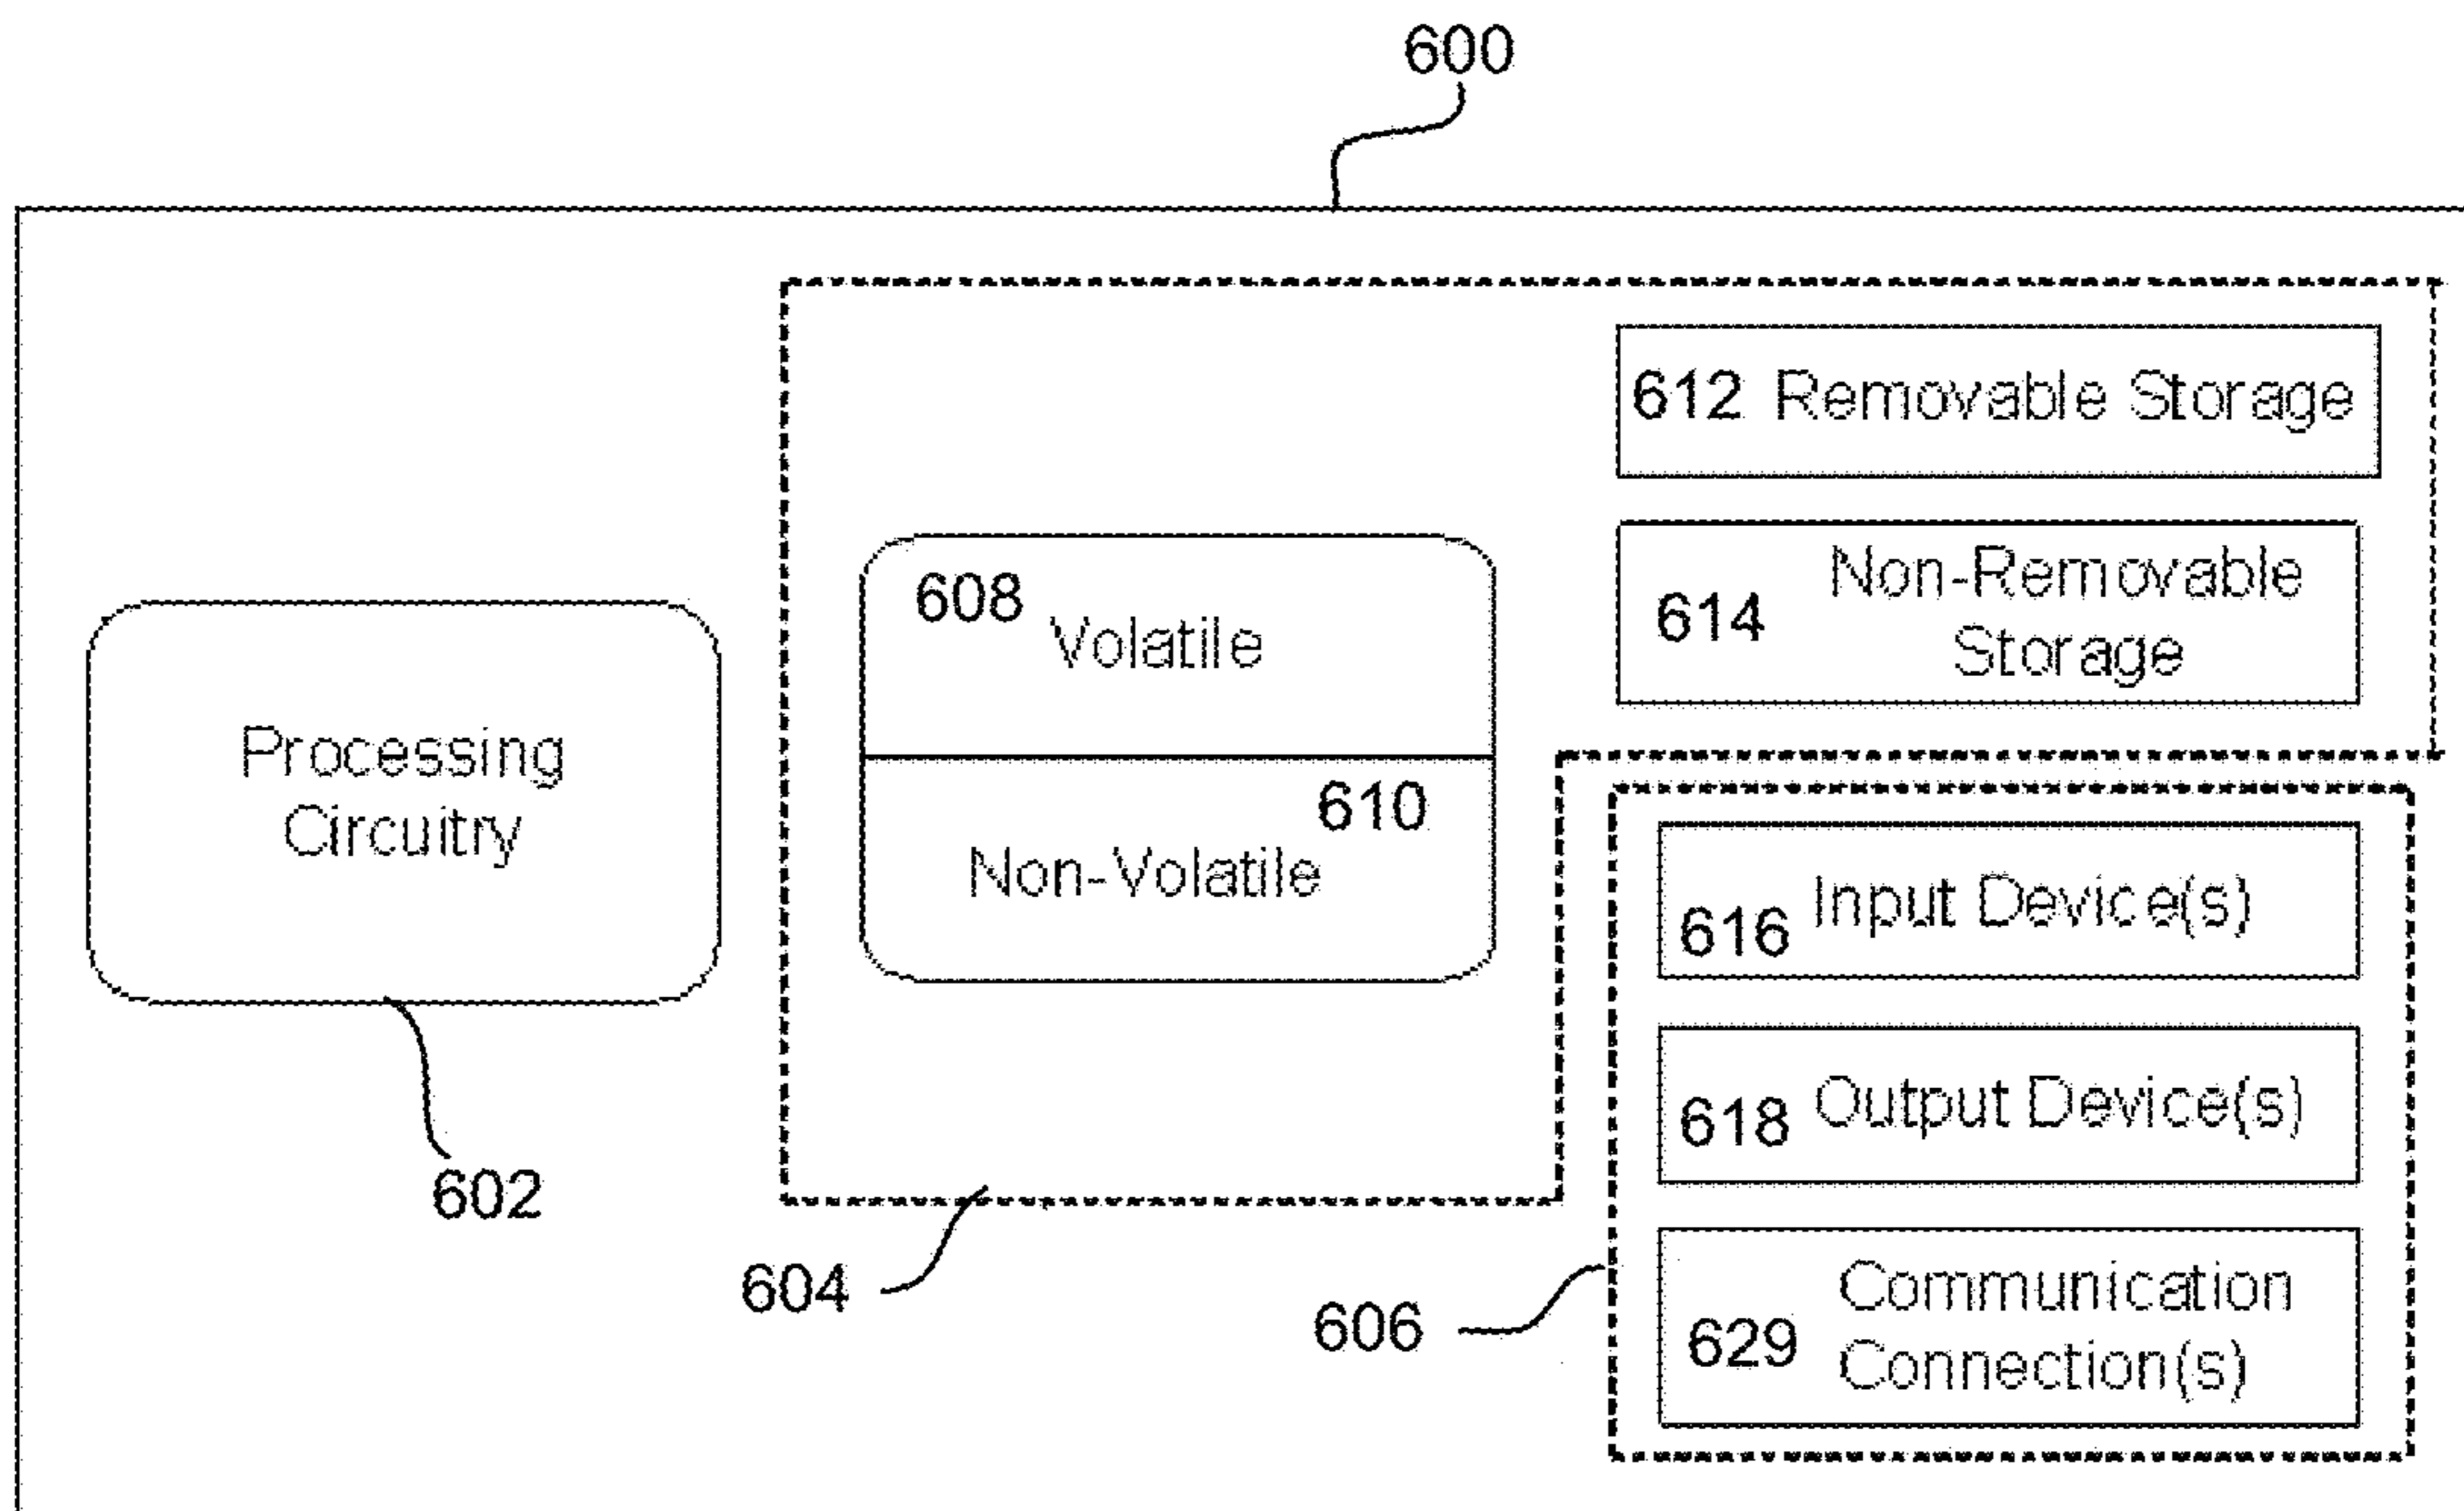 600
612 Removable Storage
614 Non-Removable
Storage
608 Volatile
610
Non-Volatile
Processing
Circuitry
602
604
616 Input Device(s)
618 Output Device(s)
629 Communication
Connection(s)
606